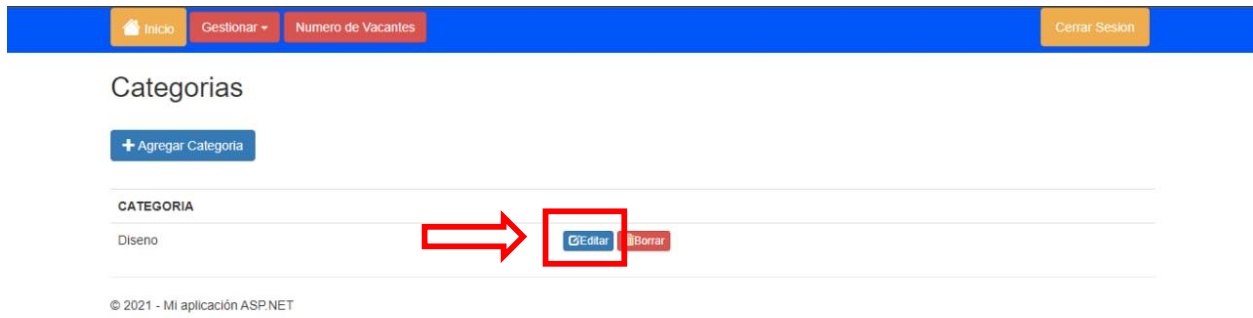 Inicio Gestionar Numero de Vacantes Cerrar Sesion
Categorias
Agregar Categoria
CATEGORIA
Diseno Editar Borrar
© 2021 - Mi aplicación ASP.NET